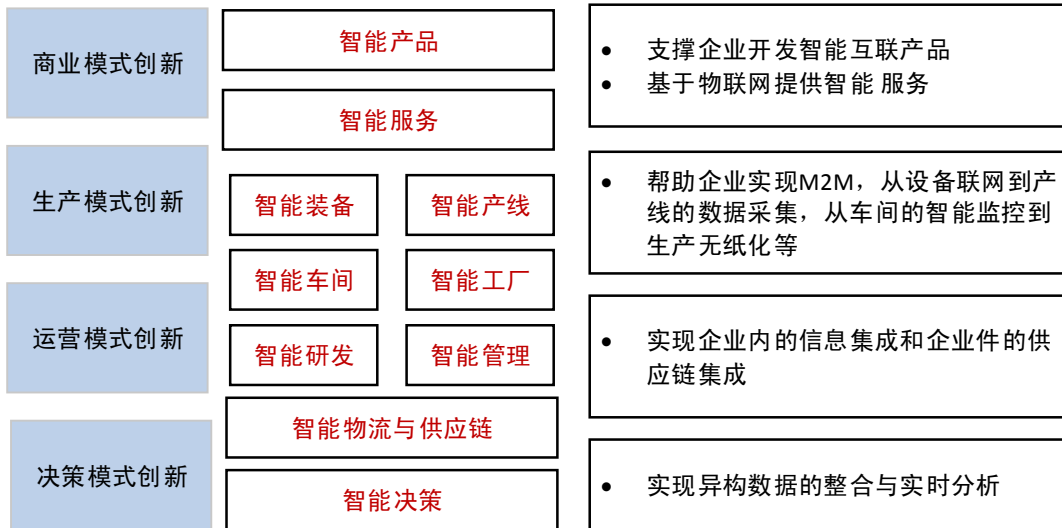 商业模式创新
智能产品
智能服务
• 支撑企业开发智能互联产品
• 基于物联网提供智能 服务
生产模式创新
智能装备
智能产线
• 帮助企业实现M2M，从设备联网到产
线的数据采集，从车间的智能监控到
生产无纸化等
智能车间
智能工厂
运营模式创新
智能研发
智能管理
• 实现企业内的信息集成和企业件的供
应链集成
智能物流与供应链
决策模式创新
智能决策
• 实现异构数据的整合与实时分析